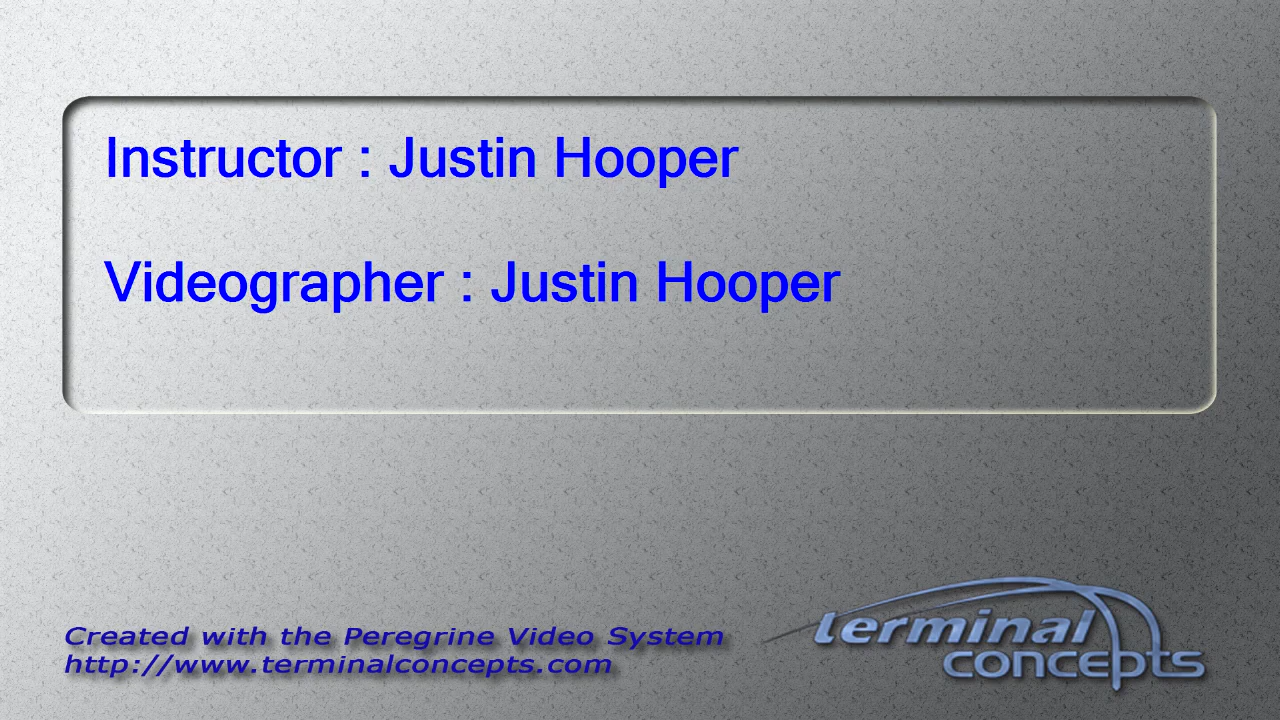 Instructor : Justin Hooper
Videographer : Justin Hooper
Created with the Peregrine Video System
http://www.terminalconcepts.com
terminal
concepts